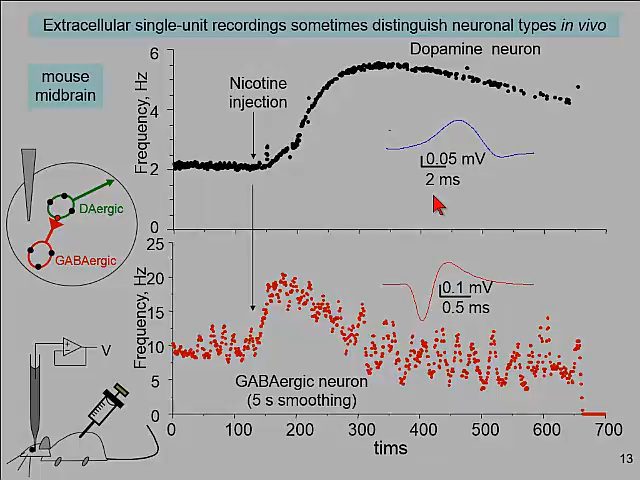 Extracellular single-unit recordings sometimes distinguish neuronal types in vivo
mouse
midbrain
Dopamine neuron
Nicotine
injection
Frequency, Hz
6
4
2
0
0.05 mV
2 ms
DAergic
GABAergic
Frequency, Hz
25
20
15
10
5
0
0.1 mV
0.5 ms
GABAergic neuron
(5 s smoothing)
V
0 100 200 300 400 500 600 700
tims
13